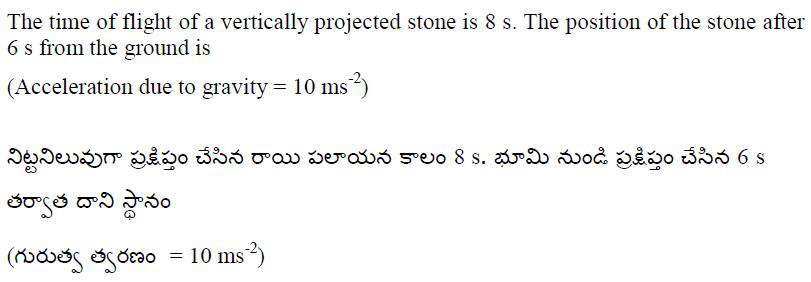 The time of flight of a vertically projected stone is 8 s. The position of the stone after
6 s from the ground is
(Acceleration due to gravity = 10 ms⁻²)
నిట్టనిలువుగా ప్రక్షిప్తం చేసిన రాయి పలాయన కాలం 8 s. భూమి నుండి ప్రక్షిప్తం చేసిన 6 s
తర్వాత దాని స్థానం
(గురుత్వ త్వరణం = 10 ms⁻²)